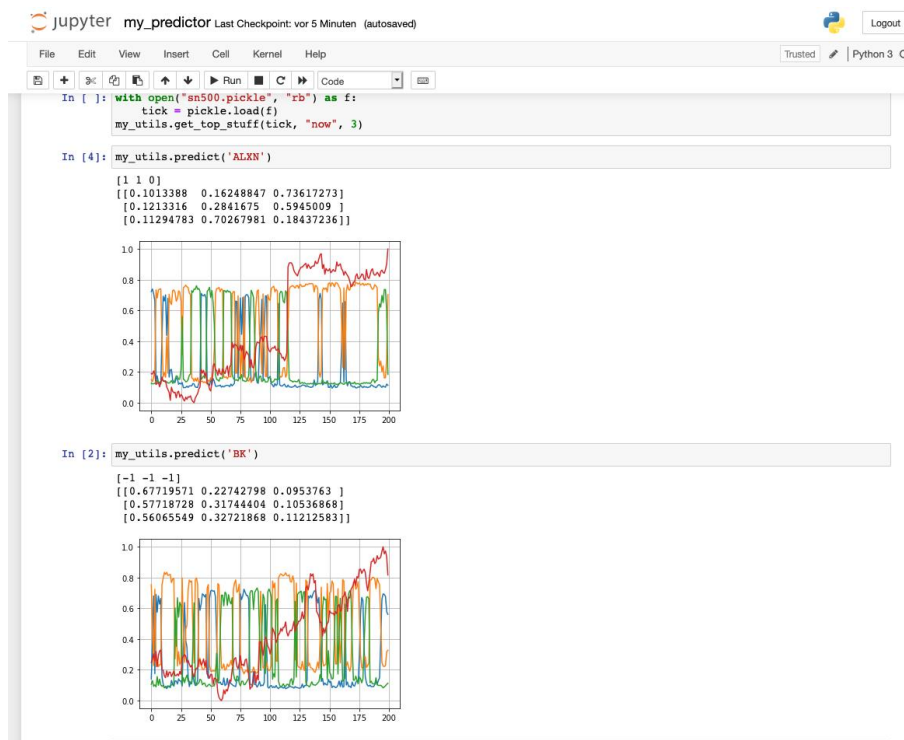 jupyter my_predictor Last Checkpoint: vor 5 Minuten (autosaved)
Logout
File Edit View Insert Cell Kernel Help
Trusted Python 3
Run Code
In [ ]: with open("sn500.pickle", "rb") as f:
tick = pickle.load(f)
my_utils.get_top_stuff(tick, "now", 3)
In [4]: my_utils.predict('ALXN')
[1 1 0]
[[0.1013388 0.16248847 0.73617273]
[0.1213316 0.2841675 0.5945009 ]
[0.11294783 0.70267981 0.18437236]]
1.0
0.8
0.6
0.4
0.2
0.0
0 25 50 75 100 125 150 175 200
In [2]: my_utils.predict('BK')
[-1 -1 -1]
[[0.67719571 0.22742798 0.0953763 ]
[0.57718728 0.31744404 0.10536868]
[0.56065549 0.32721868 0.11212583]]
1.0
0.8
0.6
0.4
0.2
0.0
0 25 50 75 100 125 150 175 200